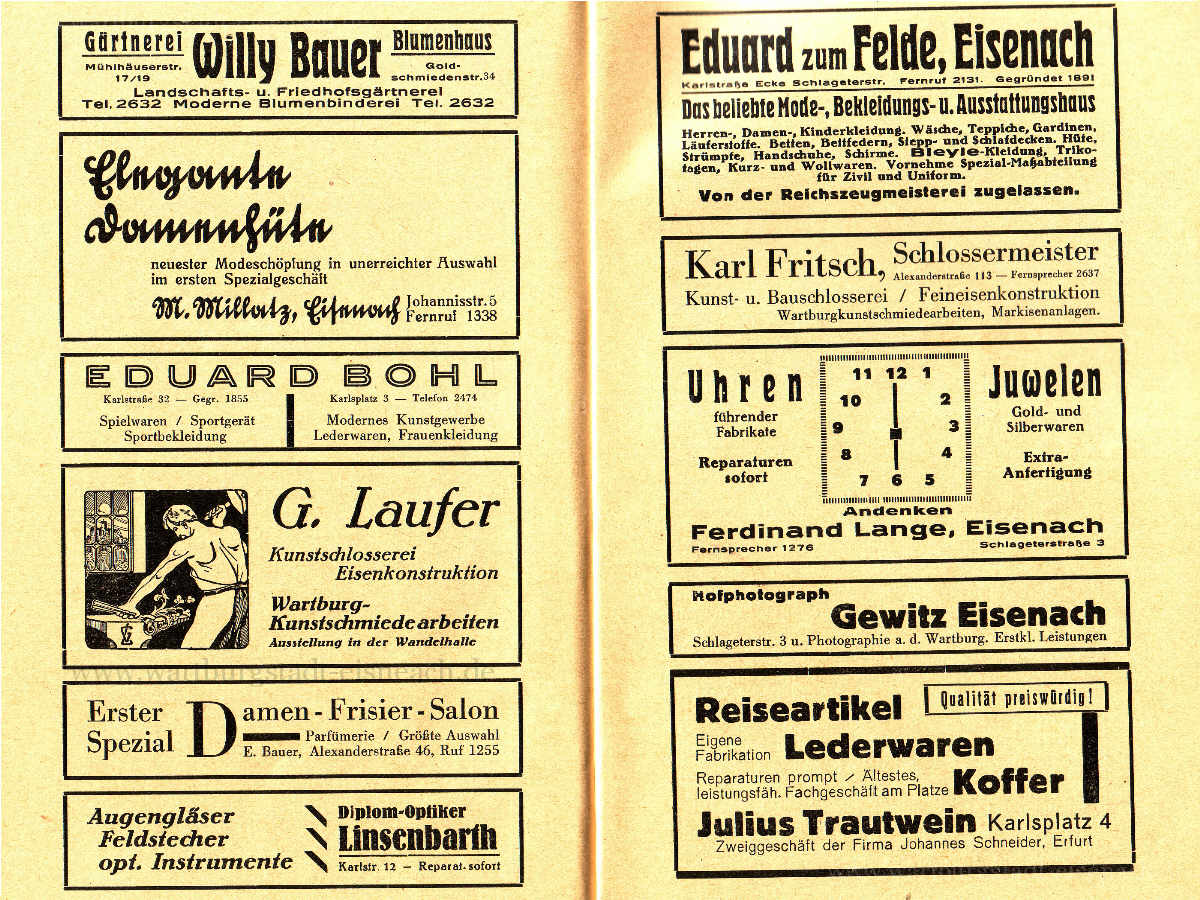 Gärtnerei Willy Bauer Blumenhaus
Mühlhäuserstr. 17/19
Gold-
schmiedenstr. 34
Landschafts- u. Friedhofsgärtnerei
Tel. 2632 Moderne Blumenbinderei Tel. 2632
Elegante
Damenhüte
neuester Modeschöpfung in unerreichter Auswahl
im ersten Spezialgeschäft
M. Millatz, Eisenach Johannisstr. 5
Fernruf 1338
EDUARD BOHL
Karlstraße 32 — Gegr. 1855
Spielwaren / Sportgerät
Sportbekleidung
Karlsplatz 3 — Telefon 2474
Modernes Kunstgewerbe
Lederwaren, Frauenkleidung
G. Laufer
Kunstschlosserei
Eisenkonstruktion
Wartburg-
Kunstschmiedearbeiten
Ausstellung in der Wandelhalle
www.wartburgstadt-eisneach.de
Erster
Spezial
Damen-Frisier-Salon
Parfümerie / Größte Auswahl
E. Bauer, Alexanderstraße 46, Ruf 1255
Augengläser
Feldstecher
opt. Instrumente
Diplom-Optiker
Linsenbarth
Karlstr. 12 — Reparat. sofort
Eduard zum Felde, Eisenach
Karlstraße Ecke Schlageterstr. Fernruf 2131. Gegründet 1891
Das beliebte Mode-, Bekleidungs- u. Ausstattungshaus
Herren-, Damen-, Kinderkleidung. Wäsche, Teppiche, Gardinen,
Läuferstoffe. Betten, Bettfedern, Stepp- und Schlafdecken. Hüte,
Strümpfe, Handschuhe, Schirme. Bleyle-Kleidung, Triko-
tagen, Kurz- und Wollwaren. Vornehme Spezial-Maßabteilung
für Zivil und Uniform.
Von der Reichszeugmeisterei zugelassen.
Karl Fritsch, Schlossermeister
Alexanderstraße 113 — Fernsprecher 2637
Kunst- u. Bauschlosserei / Feineisenkonstruktion
Wartburgkunstschmiedearbeiten, Markisenanlagen.
Uhren
führender
Fabrikate
Reparaturen
sofort
11 12 1
10 2
9 3
8 4
7 6 5
Juwelen
Gold- und
Silberwaren
Extra-
Anfertigung
Andenken
Ferdinand Lange, Eisenach
Fernsprecher 1276 Schlageterstraße 3
Hofphotograph
Gewitz Eisenach
Schlageterstr. 3 u. Photographie a. d. Wartburg. Erstkl. Leistungen
Reiseartikel Qualität preiswürdig!
Eigene
Fabrikation Lederwaren
Reparaturen prompt / Ältestes,
leistungsfäh. Fachgeschäft am Platze Koffer
Julius Trautwein Karlsplatz 4
Zweiggeschäft der Firma Johannes Schneider, Erfurt